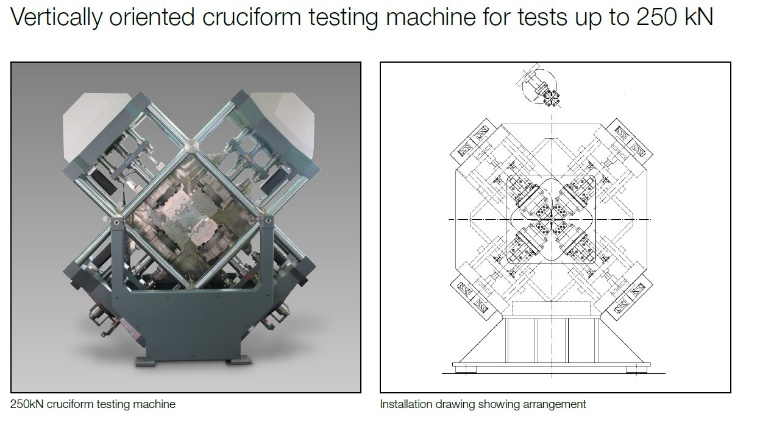 Vertically oriented cruciform testing machine for tests up to 250 kN
250kN cruciform testing machine
Installation drawing showing arrangement